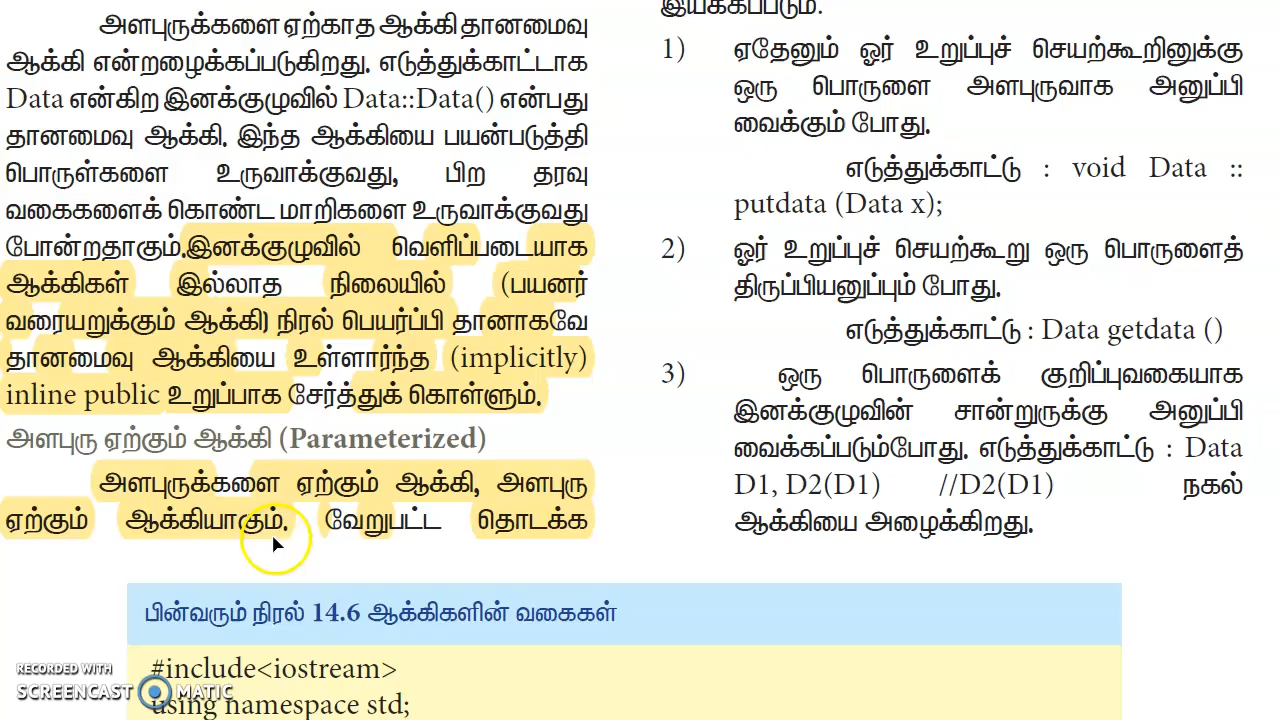 அளபுருக்களை ஏற்காத ஆக்கி தானமைவு
ஆக்கி என்றழைக்கப்படுகிறது. எடுத்துக்காட்டாக
Data என்கிற இனக்குழுவில் Data::Data() என்பது
தானமைவு ஆக்கி. இந்த ஆக்கியை பயன்படுத்தி
பொருள்களை உருவாக்குவது, பிற தரவு
வகைகளைக் கொண்ட மாறிகளை உருவாக்குவது
போன்றதாகும்.இனக்குழுவில் வெளிப்படையாக
ஆக்கிகள் இல்லாத நிலையில் (பயனர்
வரையறுக்கும் ஆக்கி) நிரல் பெயர்ப்பி தானாகவே
தானமைவு ஆக்கியை உள்ளார்ந்த (implicitly)
inline public உறுப்பாக சேர்த்துக் கொள்ளும்.
அளபுரு ஏற்கும் ஆக்கி (Parameterized)
அளபுருக்களை ஏற்கும் ஆக்கி, அளபுரு
ஏற்கும் ஆக்கியாகும். வேறுபட்ட தொடக்க
இயக்கப்படும்.
1) ஏதேனும் ஓர் உறுப்புச் செயற்கூறினுக்கு
ஒரு பொருளை அளபுருவாக அனுப்பி
வைக்கும் போது.
எடுத்துக்காட்டு : void Data ::
putdata (Data x);
2) ஓர் உறுப்புச் செயற்கூறு ஒரு பொருளைத்
திருப்பியனுப்பும் போது.
எடுத்துக்காட்டு : Data getdata ()
3) ஒரு பொருளைக் குறிப்புவகையாக
இனக்குழுவின் சான்றுருக்கு அனுப்பி
வைக்கப்படும்போது. எடுத்துக்காட்டு : Data
D1, D2(D1) //D2(D1) நகல்
ஆக்கியை அழைக்கிறது.
பின்வரும் நிரல் 14.6 ஆக்கிகளின் வகைகள்
#include<iostream>
using namespace std;
RECORDED WITH
SCREENCAST MATIC